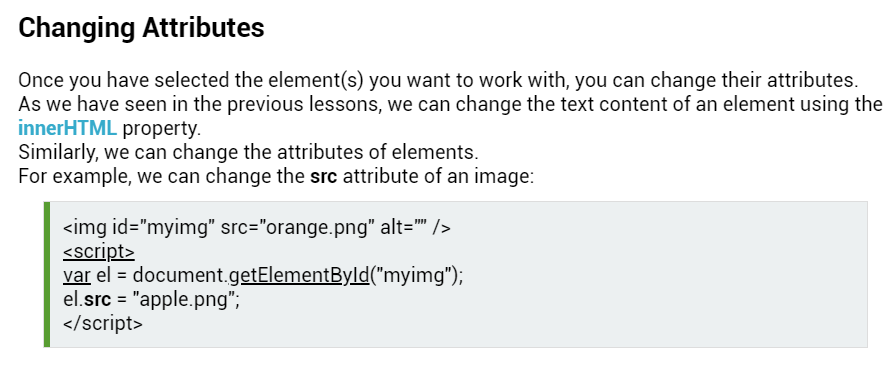 Changing Attributes
Once you have selected the element(s) you want to work with, you can change their attributes.
As we have seen in the previous lessons, we can change the text content of an element using the
innerHTML property.
Similarly, we can change the attributes of elements.
For example, we can change the src attribute of an image:
<img id="myimg" src="orange.png" alt="" />
<script>
var el = document.getElementById("myimg");
el.src = "apple.png";
</script>